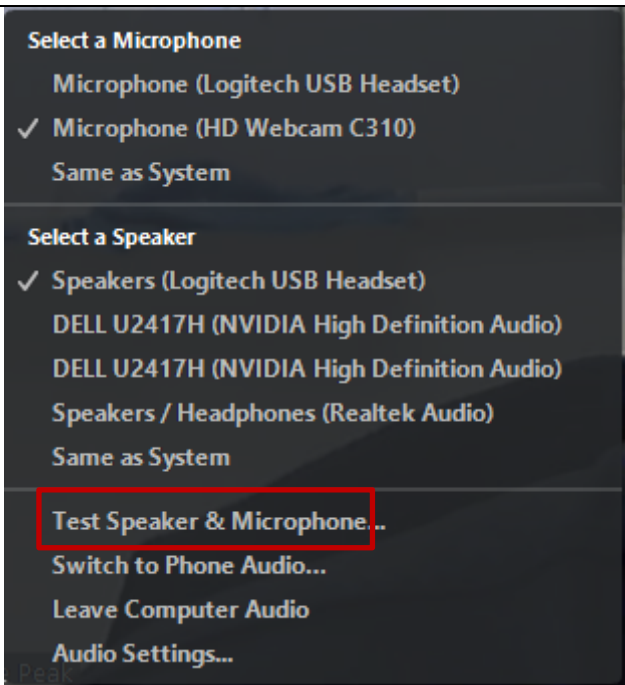 Select a Microphone
Microphone (Logitech USB Headset)
✓ Microphone (HD Webcam C310)
Same as System
Select a Speaker
✓ Speakers (Logitech USB Headset)
DELL U2417H (NVIDIA High Definition Audio)
DELL U2417H (NVIDIA High Definition Audio)
Speakers / Headphones (Realtek Audio)
Same as System
Test Speaker & Microphone...
Switch to Phone Audio...
Leave Computer Audio
Audio Settings...
Peak